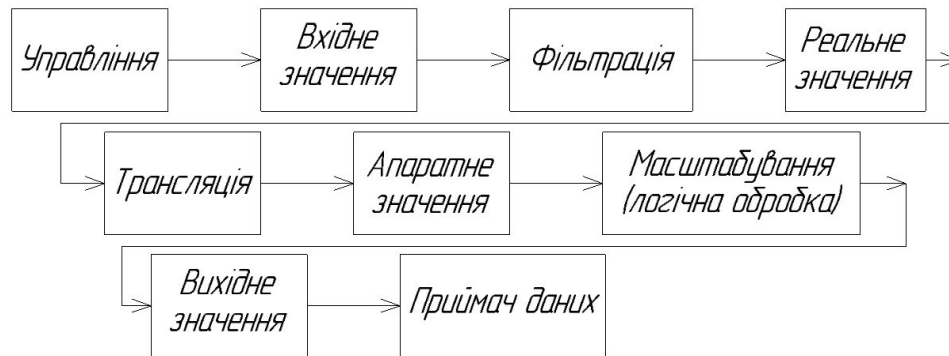 Управління
Вхідне
значення
Фільтрація
Реальне
значення
Трансляція
Апаратне
значення
Масштабування
(логічна обробка)
Вихідне
значення
Приймач даних